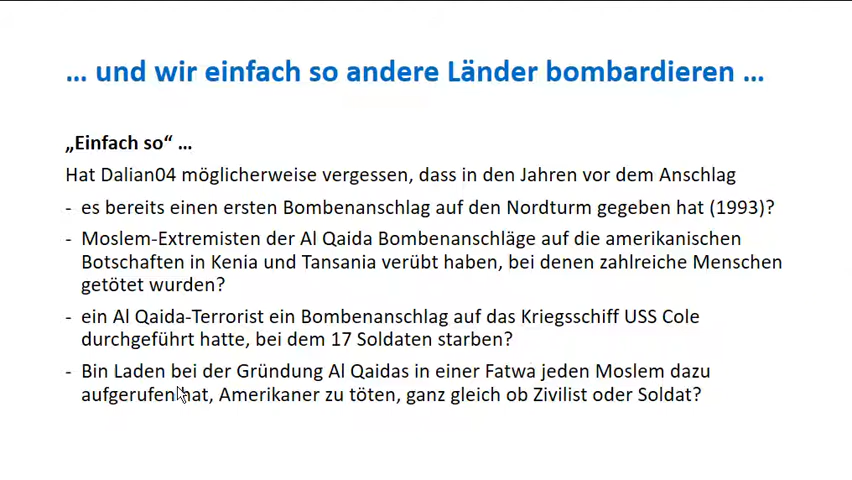 … und wir einfach so andere Länder bombardieren …
„Einfach so“ …
Hat Dalian04 möglicherweise vergessen, dass in den Jahren vor dem Anschlag
- es bereits einen ersten Bombenanschlag auf den Nordturm gegeben hat (1993)?
- Moslem-Extremisten der Al Qaida Bombenanschläge auf die amerikanischen
Botschaften in Kenia und Tansania verübt haben, bei denen zahlreiche Menschen
getötet wurden?
- ein Al Qaida-Terrorist ein Bombenanschlag auf das Kriegsschiff USS Cole
durchgeführt hatte, bei dem 17 Soldaten starben?
- Bin Laden bei der Gründung Al Qaidas in einer Fatwa jeden Moslem dazu
aufgerufen hat, Amerikaner zu töten, ganz gleich ob Zivilist oder Soldat?